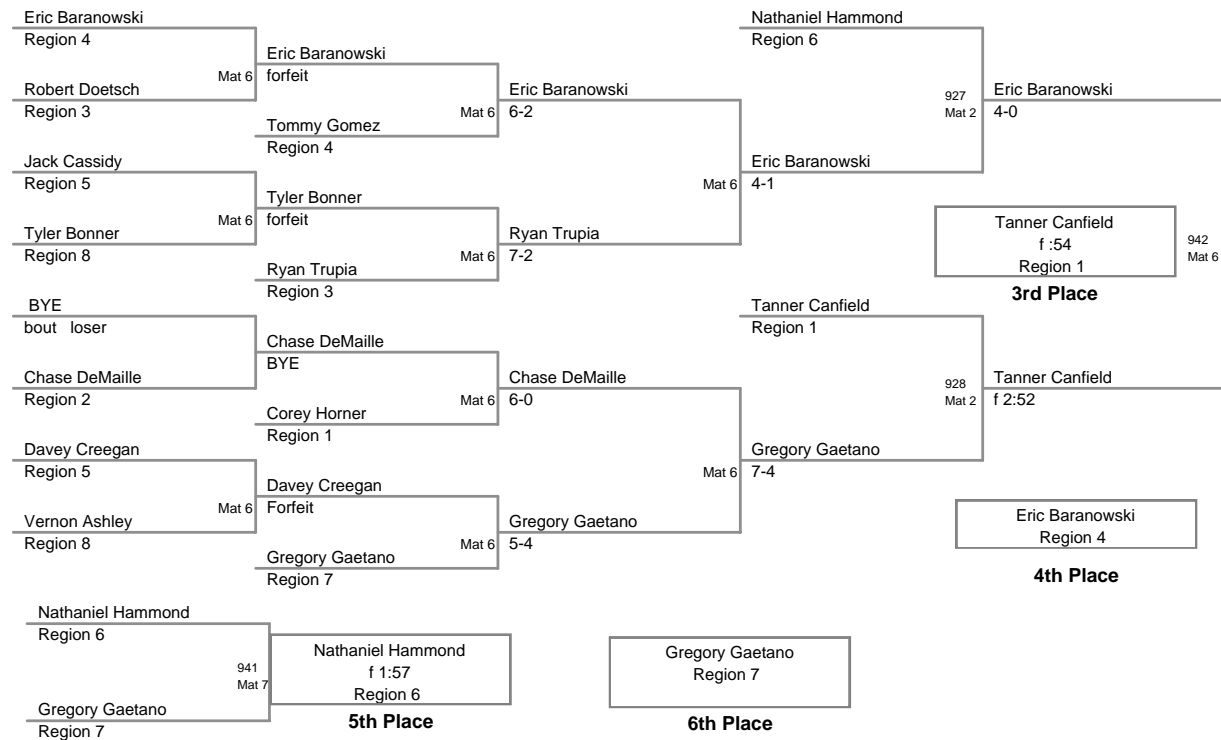 Eric Baranowski
Region 4
Mat 6
Robert Doetsch
Region 3
Jack Cassidy
Region 5
Mat 6
Tyler Bonner
Region 8
BYE
bout loser
Chase DeMaille
Region 2
Davey Creegan
Region 5
Mat 6
Vernon Ashley
Region 8
Eric Baranowski
forfeit
Mat 6
Tommy Gomez
Region 4
Tyler Bonner
forfeit
Mat 6
Ryan Trupia
Region 3
Chase DeMaille
BYE
Mat 6
Corey Horner
Region 1
Davey Creegan
Forfeit
Mat 6
Gregory Gaetano
Region 7
Eric Baranowski
6-2
Mat 6
Ryan Trupia
7-2
Chase DeMaille
6-0
Mat 6
Gregory Gaetano
5-4
Nathaniel Hammond
Region 6
927
Mat 2
Eric Baranowski
4-1
Tanner Canfield
Region 1
928
Mat 2
Gregory Gaetano
7-4
Eric Baranowski
4-0
Tanner Canfield
f :54
Region 1
942
Mat 6
3rd Place
Tanner Canfield
f 2:52
Eric Baranowski
Region 4
4th Place
Nathaniel Hammond
Region 6
941
Mat 7
Gregory Gaetano
Region 7
Nathaniel Hammond
f 1:57
Region 6
5th Place
Gregory Gaetano
Region 7
6th Place